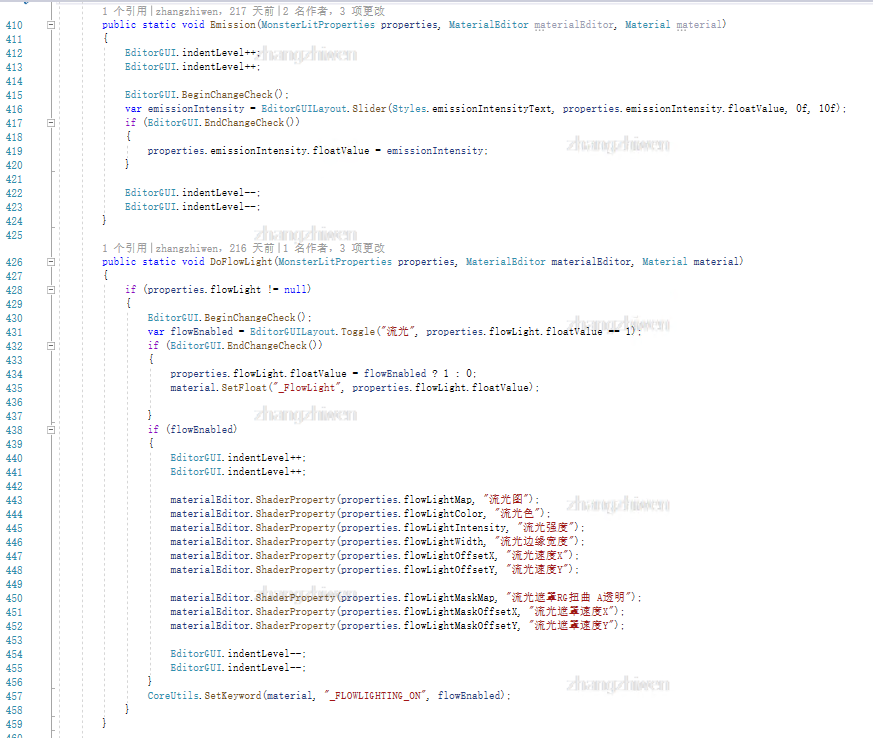 1 个引用|zhangzhiwen，217 天前|2 名作者，3 项更改
410 public static void Emission(MonsterLitProperties properties, MaterialEditor materialEditor, Material material)
411 {
412 EditorGUI.indentLevel++;
413 EditorGUI.indentLevel++;
414
415 EditorGUI.BeginChangeCheck();
416 var emissionIntensity = EditorGUILayout.Slider(Styles.emissionIntensityText, properties.emissionIntensity.floatValue, 0f, 10f);
417 if (EditorGUI.EndChangeCheck())
418 {
419 properties.emissionIntensity.floatValue = emissionIntensity;
420 }
421
422 EditorGUI.indentLevel--;
423 EditorGUI.indentLevel--;
424 }
425
1 个引用|zhangzhiwen，216 天前|1 名作者，3 项更改
426 public static void DoFlowLight(MonsterLitProperties properties, MaterialEditor materialEditor, Material material)
427 {
428 if (properties.flowLight != null)
429 {
430 EditorGUI.BeginChangeCheck();
431 var flowEnabled = EditorGUILayout.Toggle("流光", properties.flowLight.floatValue == 1);
432 if (EditorGUI.EndChangeCheck())
433 {
434 properties.flowLight.floatValue = flowEnabled ? 1 : 0;
435 material.SetFloat("_FlowLight", properties.flowLight.floatValue);
436
437 }
438 if (flowEnabled)
439 {
440 EditorGUI.indentLevel++;
441 EditorGUI.indentLevel++;
442
443 materialEditor.ShaderProperty(properties.flowLightMap, "流光图");
444 materialEditor.ShaderProperty(properties.flowLightColor, "流光色");
445 materialEditor.ShaderProperty(properties.flowLightIntensity, "流光强度");
446 materialEditor.ShaderProperty(properties.flowLightWidth, "流光边缘宽度");
447 materialEditor.ShaderProperty(properties.flowLightOffsetX, "流光速度X");
448 materialEditor.ShaderProperty(properties.flowLightOffsetY, "流光速度Y");
449
450 materialEditor.ShaderProperty(properties.flowLightMaskMap, "流光遮罩RG扭曲 A透明");
451 materialEditor.ShaderProperty(properties.flowLightMaskOffsetX, "流光遮罩速度X");
452 materialEditor.ShaderProperty(properties.flowLightMaskOffsetY, "流光遮罩速度Y");
453
454 EditorGUI.indentLevel--;
455 EditorGUI.indentLevel--;
456 }
457 CoreUtils.SetKeyword(material, "_FLOWLIGHTING_ON", flowEnabled);
458 }
459 }
460
zhangzhiwen
zhangzhiwen
zhangzhiwen
zhangzhiwen
zhangzhiwen
zhangzhiwen
zhangzhiwen
zhangzhiwen